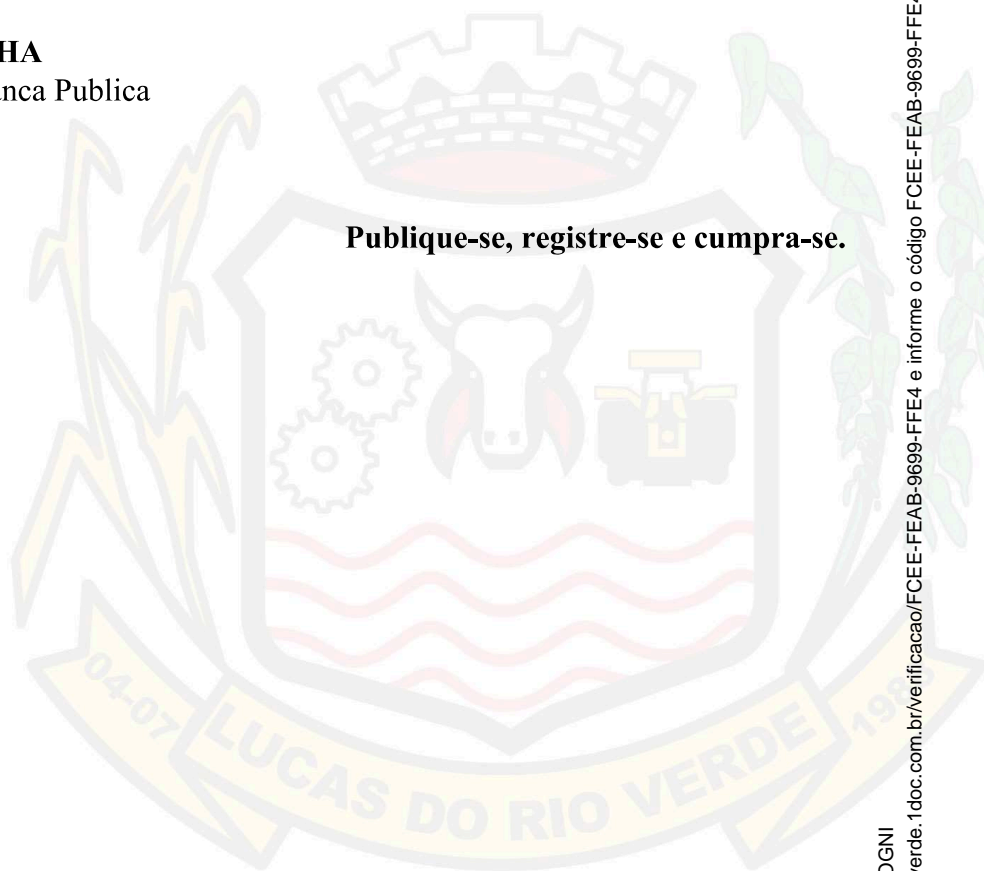 HA
nca Publica
Publique-se, registre-se e cumpra-se.
04-07
LUCAS DO RIO VERDE
OGNI
verde.1doc.com.br/verificacao/FCEE-FEAB-9699-FFE4 e informe o código FCEE-FEAB-9699-FFE4